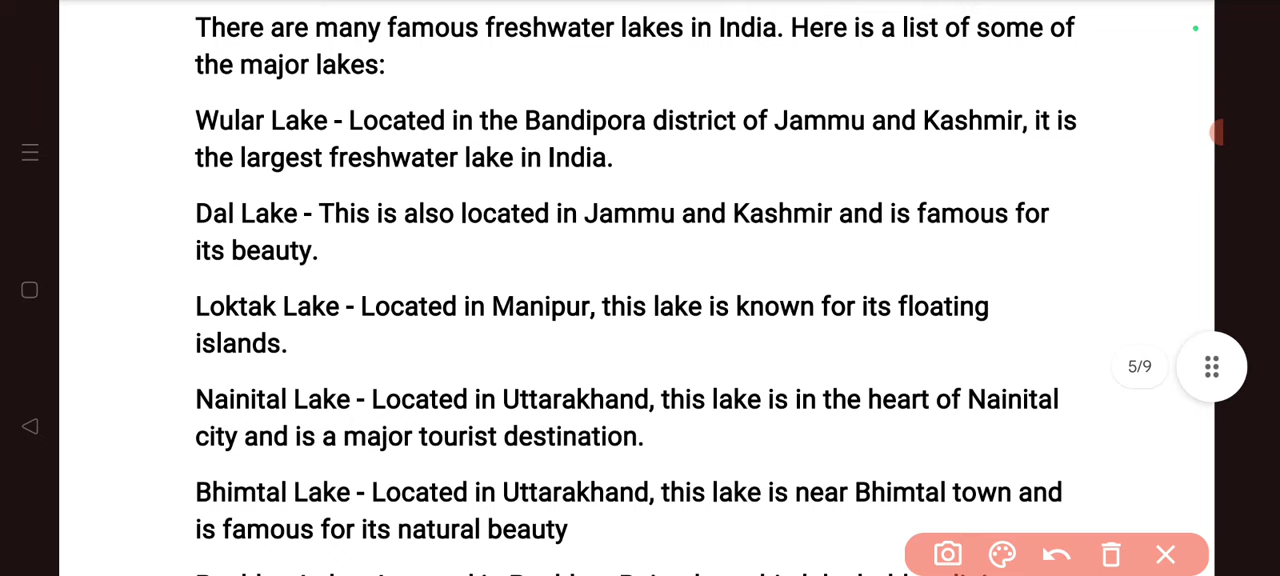 There are many famous freshwater lakes in India. Here is a list of some of
the major lakes:
Wular Lake - Located in the Bandipora district of Jammu and Kashmir, it is
the largest freshwater lake in India.
Dal Lake - This is also located in Jammu and Kashmir and is famous for
its beauty.
Loktak Lake - Located in Manipur, this lake is known for its floating
islands.
5/9
Nainital Lake - Located in Uttarakhand, this lake is in the heart of Nainital
city and is a major tourist destination.
Bhimtal Lake - Located in Uttarakhand, this lake is near Bhimtal town and
is famous for its natural beauty